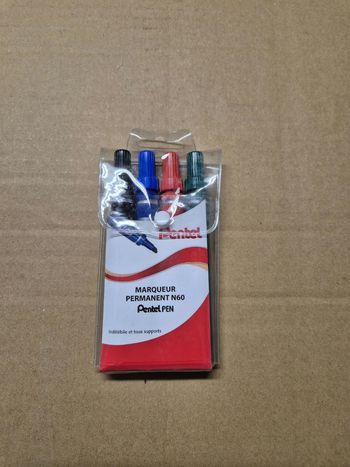 Pentel
MARQUEUR
PERMANENT N60
Pentel PEN
Indélébile et tous supports